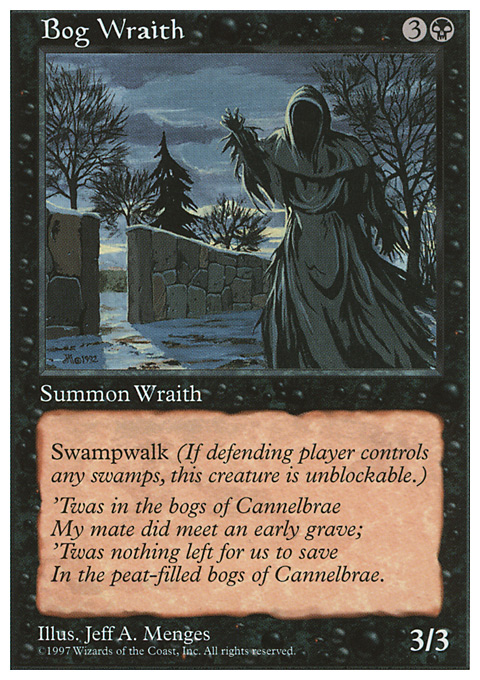 Bog Wraith
3
©1992
Summon Wraith
Swampwalk (If defending player controls
any swamps, this creature is unblockable.)
'Twas in the bogs of Cannelbrae
My mate did meet an early grave;
'Twas nothing left for us to save
In the peat-filled bogs of Cannelbrae.
Illus. Jeff A. Menges
©1997 Wizards of the Coast, Inc. All rights reserved.
3/3